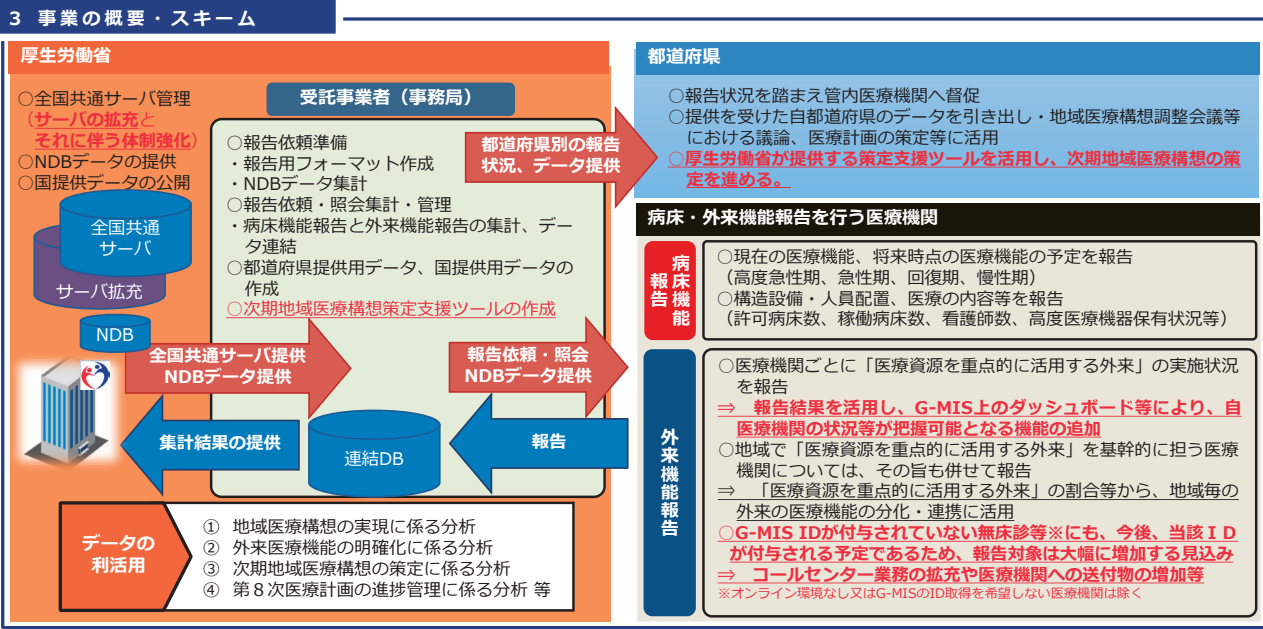 3 事業の概要・スキーム
厚生労働省
○全国共通サーバ管理
（サーバの拡充と
それに伴う体制強化）
○NDBデータの提供
○国提供データの公開
全国共通
サーバ
サーバ拡充
NDB
受託事業者（事務局）
○報告依頼準備
・報告用フォーマット作成
・NDBデータ集計
○報告依頼・照会集計・管理
・病床機能報告と外来機能報告の集計、デー
タ連結
○都道府県提供用データ、国提供用データの
作成
○次期地域医療構想策定支援ツールの作成
都道府県別の報告
状況、データ提供
全国共通サーバ提供
NDBデータ提供
報告依頼・照会
NDBデータ提供
集計結果の提供
連結DB
報告
データの
利活用
① 地域医療構想の実現に係る分析
② 外来医療機能の明確化に係る分析
③ 次期地域医療構想の策定に係る分析
④ 第８次医療計画の進捗管理に係る分析 等
都道府県
○報告状況を踏まえ管内医療機関へ督促
○提供を受けた自都道府県のデータを引き出し・地域医療構想調整会議等
における議論、医療計画の策定等に活用
○厚生労働省が提供する策定支援ツールを活用し、次期地域医療構想の策
定を進める。
病床・外来機能報告を行う医療機関
病床機能
報告
○現在の医療機能、将来時点の医療機能の予定を報告
（高度急性期、急性期、回復期、慢性期）
○構造設備・人員配置、医療の内容等を報告
（許可病床数、稼働病床数、看護師数、高度医療機器保有状況等）
外来機能報告
○医療機関ごとに「医療資源を重点的に活用する外来」の実施状況
を報告
⇒ 報告結果を活用し、G-MIS上のダッシュボード等により、自
医療機関の状況等が把握可能となる機能の追加
○地域で「医療資源を重点的に活用する外来」を基幹的に担う医療
機関については、その旨も併せて報告
⇒ 「医療資源を重点的に活用する外来」の割合等から、地域毎の
外来の医療機能の分化・連携に活用
○G-MIS IDが付与されていない無床診等※にも、今後、当該ＩＤ
が付与される予定であるため、報告対象は大幅に増加する見込み
⇒ コールセンター業務の拡充や医療機関への送付物の増加等
※オンライン環境なし又はG-MISのID取得を希望しない医療機関は除く